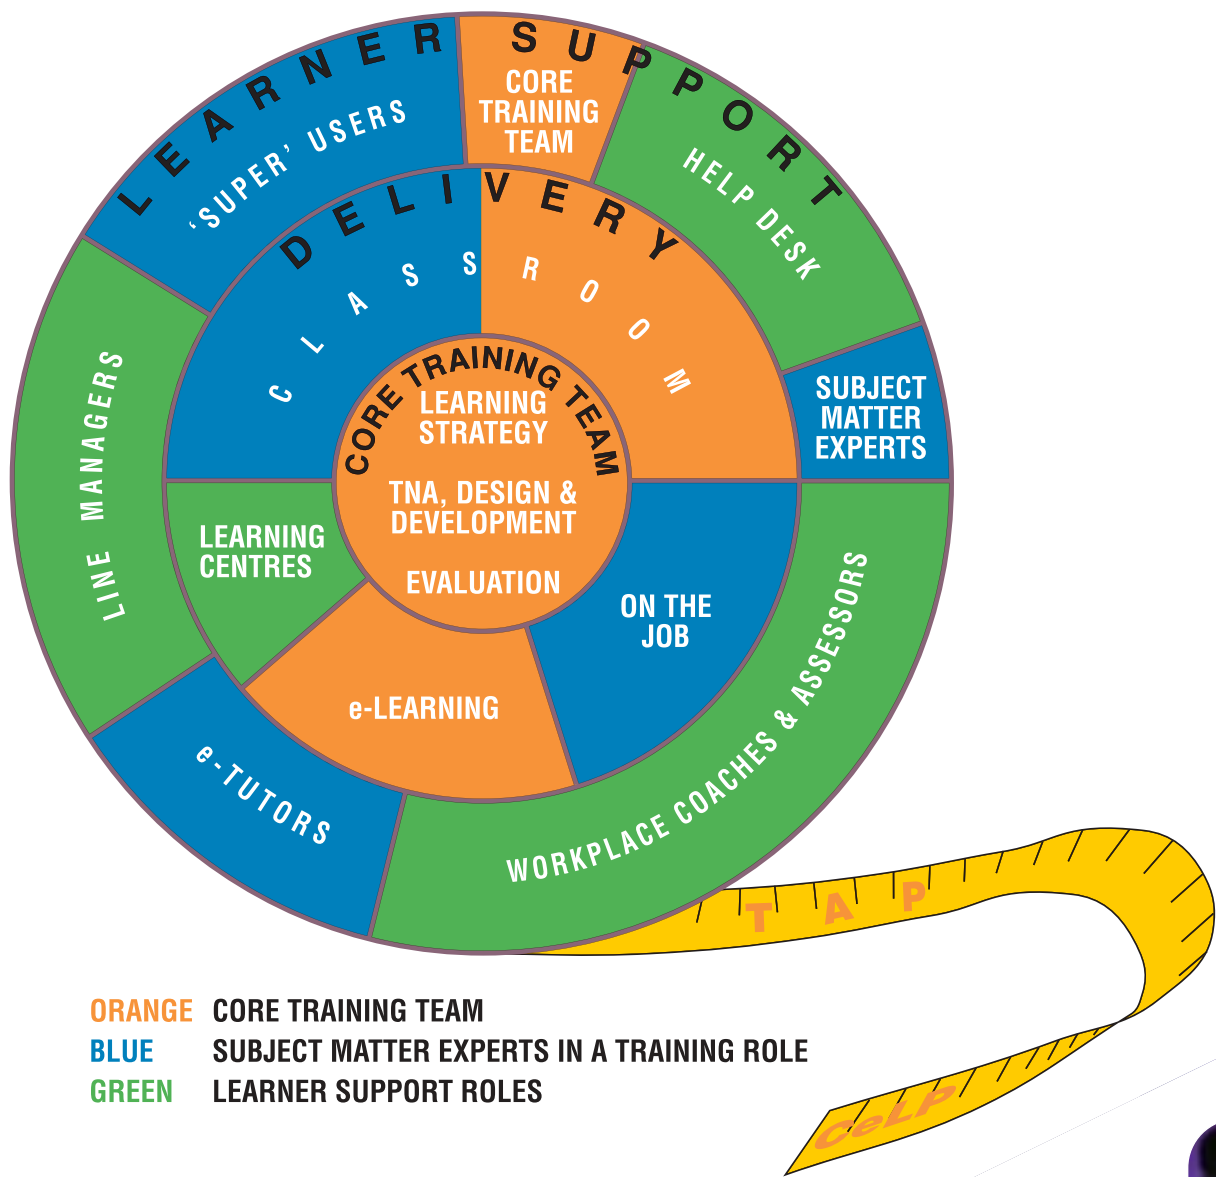 LEARNER SUPPORT
'SUPER' USERS
CORE
TRAINING
TEAM
HELP DESK
SUBJECT
MATTER
EXPERTS
WORKPLACE COACHES & ASSESSORS
e-TUTORS
LINE MANAGERS
DELIVERY
CLASSROOM
ON THE
JOB
e-LEARNING
LEARNING
CENTRES
CORE TRAINING TEAM
LEARNING
STRATEGY
TNA, DESIGN &
DEVELOPMENT
EVALUATION
TAP
CeLP
ORANGE CORE TRAINING TEAM
BLUE SUBJECT MATTER EXPERTS IN A TRAINING ROLE
GREEN LEARNER SUPPORT ROLES